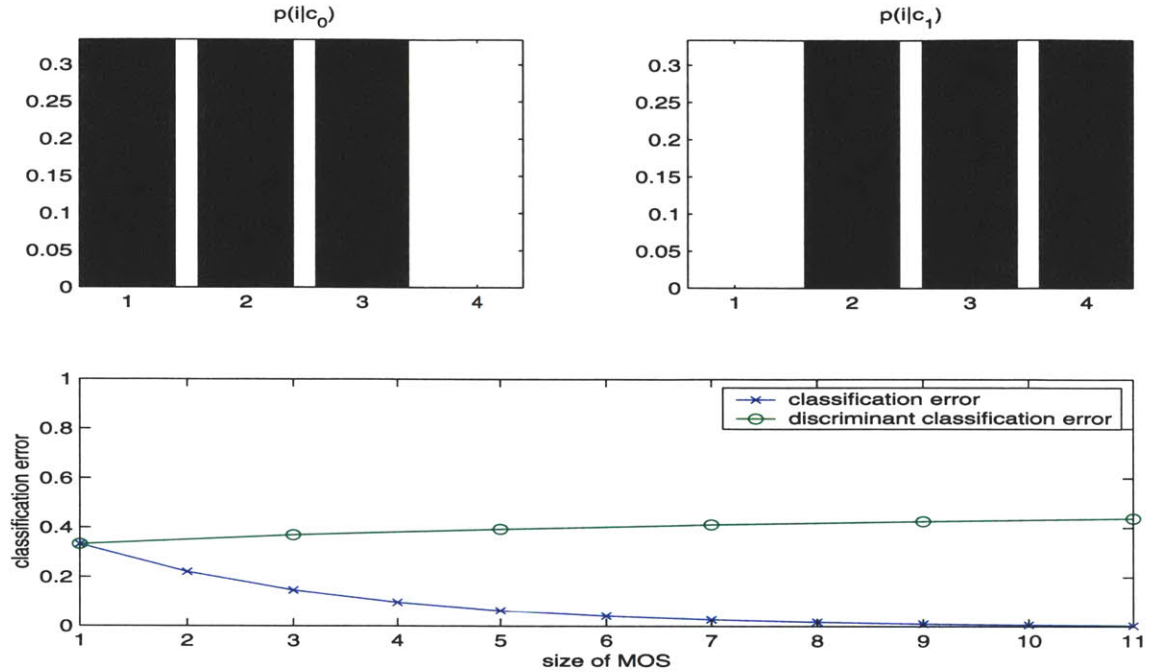 p(i|c₀)
0.3
0.25
0.2
0.15
0.1
0.05
0
1 2 3 4
p(i|c₁)
0.3
0.25
0.2
0.15
0.1
0.05
0
1 2 3 4
classification error
1
0.8
0.6
0.4
0.2
0
classification error
discriminant classification error
1 2 3 4 5 6 7 8 9 10 11
size of MOS